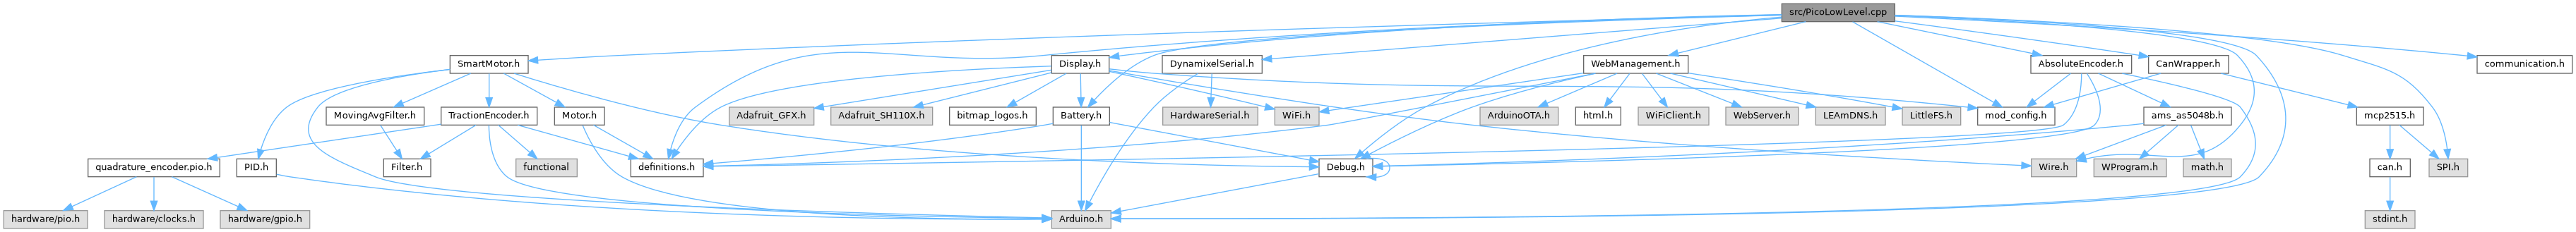 src/PicoLowLevel.cpp
SmartMotor.h
Display.h
DynamixelSerial.h
WebManagement.h
AbsoluteEncoder.h
CanWrapper.h
communication.h
MovingAvgFilter.h
TractionEncoder.h
Motor.h
Adafruit_GFX.h
Adafruit_SH110X.h
bitmap_logos.h
Battery.h
HardwareSerial.h
WiFi.h
ArduinoOTA.h
html.h
WiFiClient.h
WebServer.h
LEAmDNS.h
LittleFS.h
mod_config.h
ams_as5048b.h
mcp2515.h
quadrature_encoder.pio.h
PID.h
Filter.h
functional
definitions.h
Debug.h
Wire.h
WProgram.h
math.h
can.h
SPI.h
hardware/pio.h
hardware/clocks.h
hardware/gpio.h
Arduino.h
stdint.h